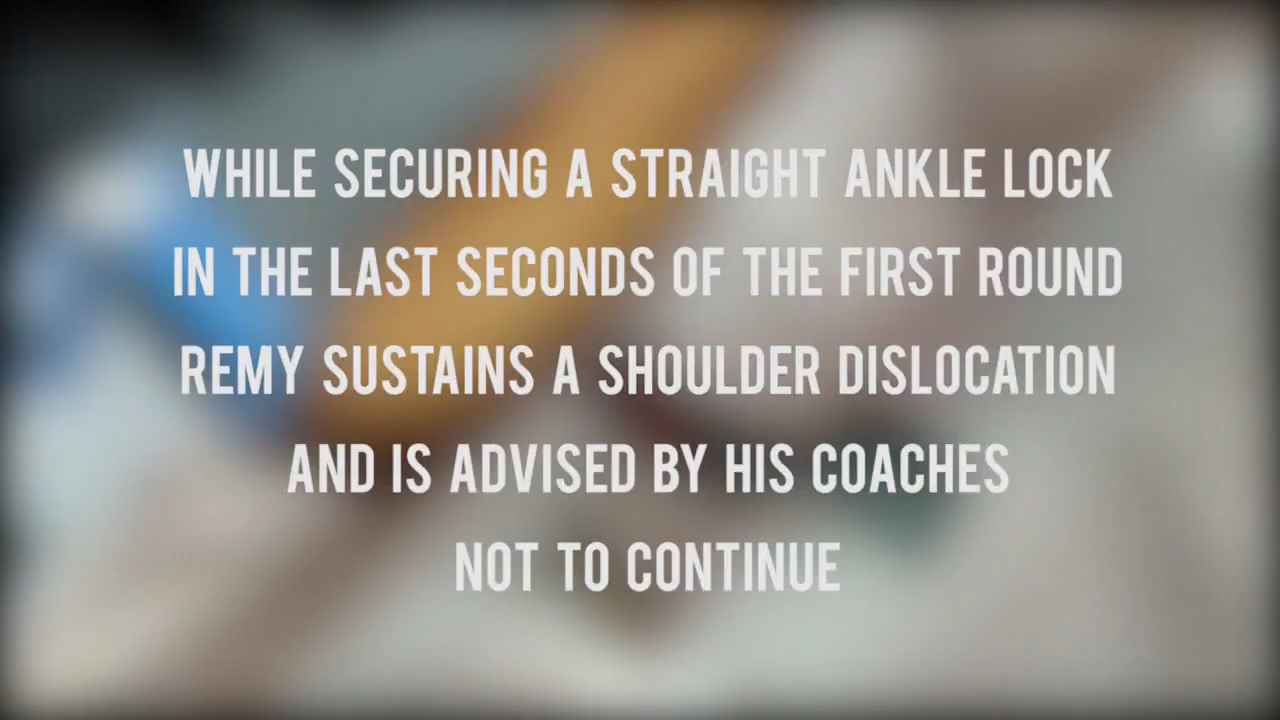 WHILE SECURING A STRAIGHT ANKLE LOCK
IN THE LAST SECONDS OF THE FIRST ROUND
REMY SUSTAINS A SHOULDER DISLOCATION
AND IS ADVISED BY HIS COACHES
NOT TO CONTINUE